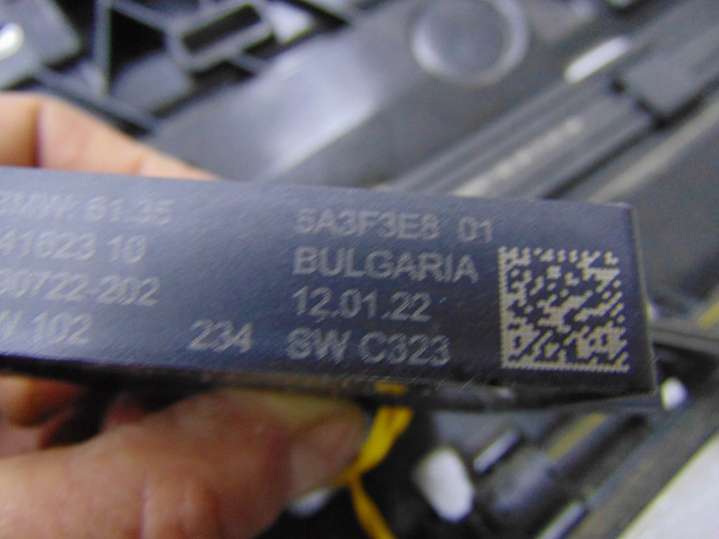 BMW 61.35 5A3F3E8 01
41623 10 BULGARIA
30722-202 12.01.22
W 102 234 SW C323